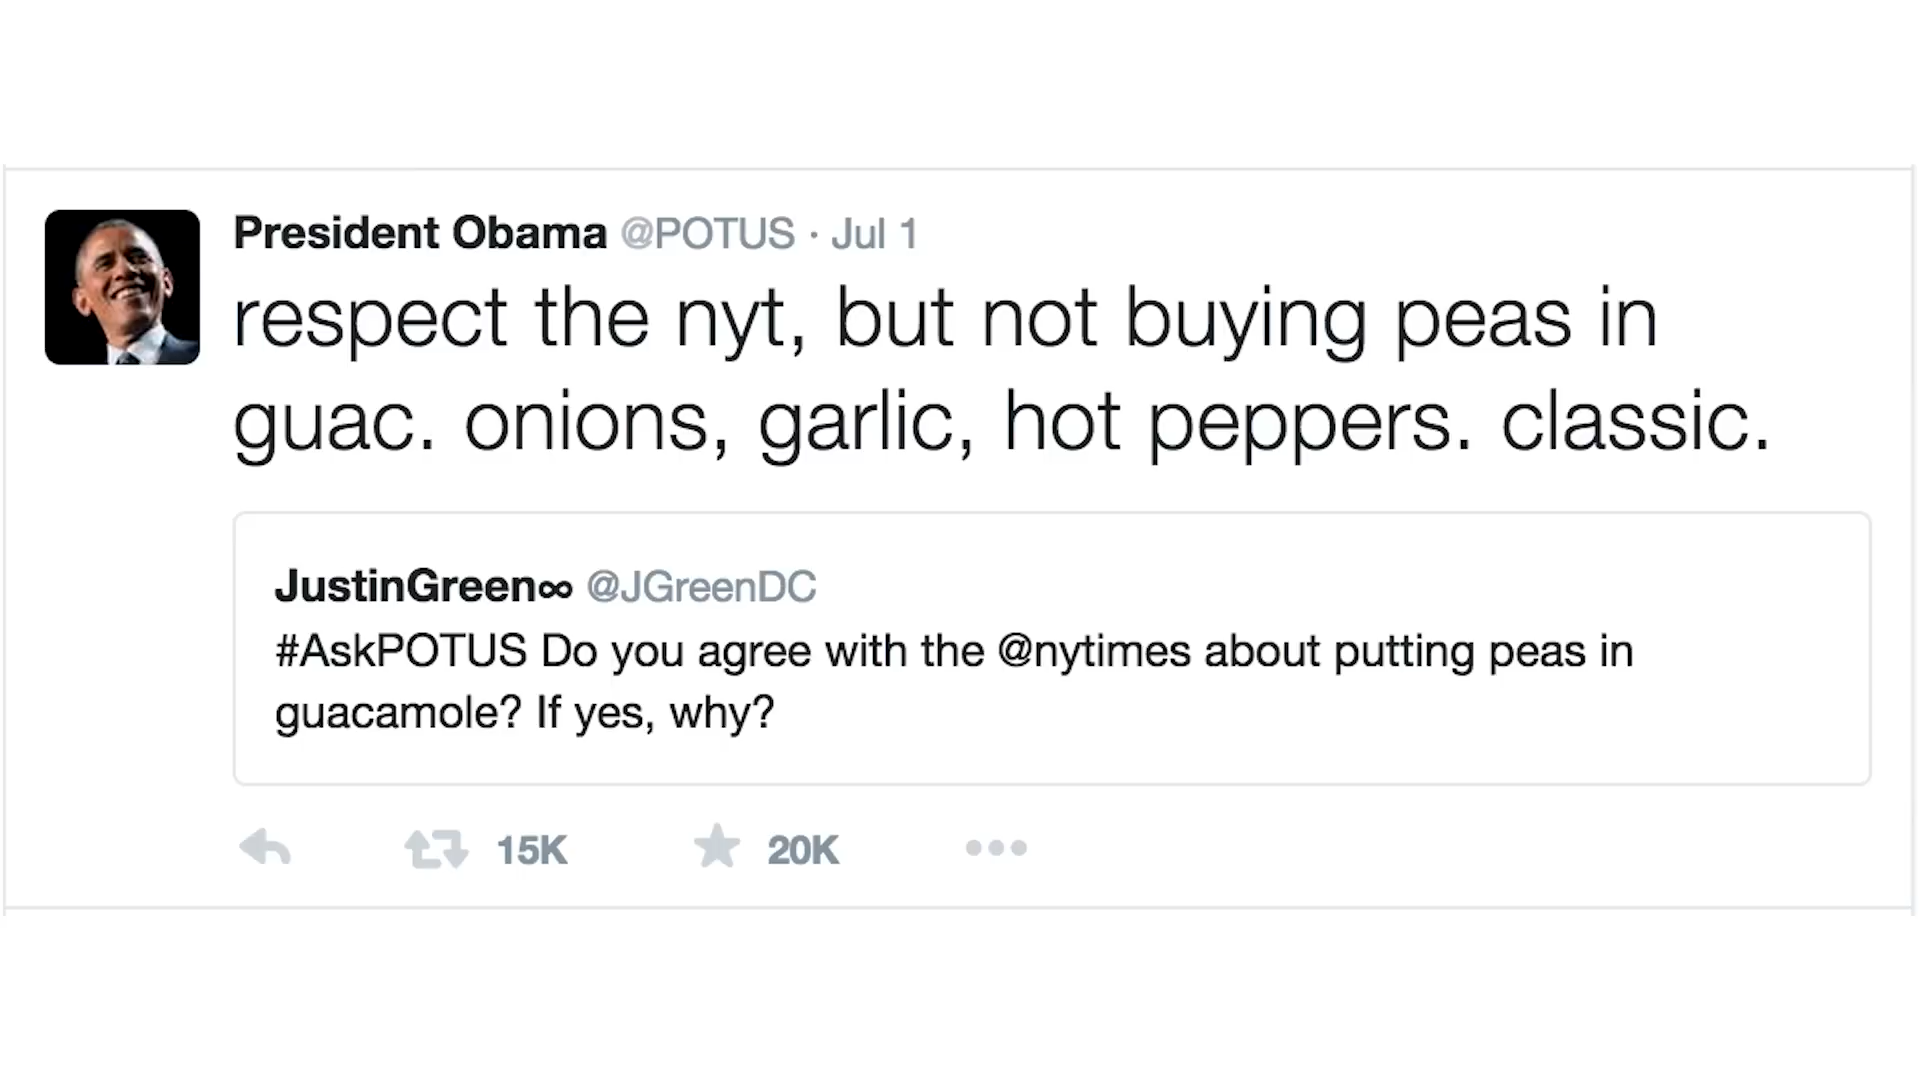 President Obama @POTUS · Jul 1
respect the nyt, but not buying peas in
guac. onions, garlic, hot peppers. classic.
JustinGreen∞ @JGreenDC
#AskPOTUS Do you agree with the @nytimes about putting peas in
guacamole? If yes, why?
15K 20K